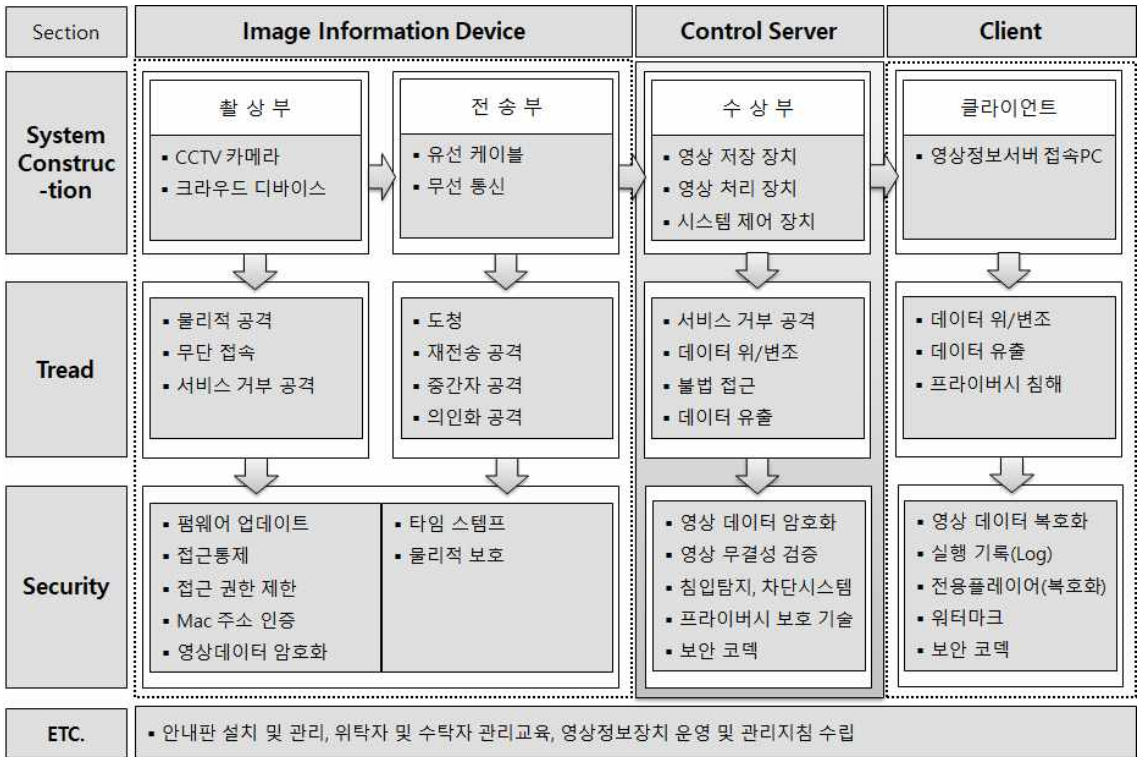 Section
Image Information Device
Control Server
Client
System
Construc
-tion
촬 상 부
▪ CCTV 카메라
▪ 크라우드 디바이스
전 송 부
▪ 유선 케이블
▪ 무선 통신
수 상 부
▪ 영상 저장 장치
▪ 영상 처리 장치
▪ 시스템 제어 장치
클라이언트
▪ 영상정보서버 접속PC
Tread
▪ 물리적 공격
▪ 무단 접속
▪ 서비스 거부 공격
▪ 도청
▪ 재전송 공격
▪ 중간자 공격
▪ 의인화 공격
▪ 서비스 거부 공격
▪ 데이터 위/변조
▪ 불법 접근
▪ 데이터 유출
▪ 데이터 위/변조
▪ 데이터 유출
▪ 프라이버시 침해
Security
▪ 펌웨어 업데이트
▪ 접근통제
▪ 접근 권한 제한
▪ Mac 주소 인증
▪ 영상데이터 암호화
▪ 타임 스템프
▪ 물리적 보호
▪ 영상 데이터 암호화
▪ 영상 무결성 검증
▪ 침입탐지, 차단시스템
▪ 프라이버시 보호 기술
▪ 보안 코덱
▪ 영상 데이터 복호화
▪ 실행 기록(Log)
▪ 전용플레이어(복호화)
▪ 워터마크
▪ 보안 코덱
ETC.
▪ 안내판 설치 및 관리, 위탁자 및 수탁자 관리교육, 영상정보장치 운영 및 관리지침 수립